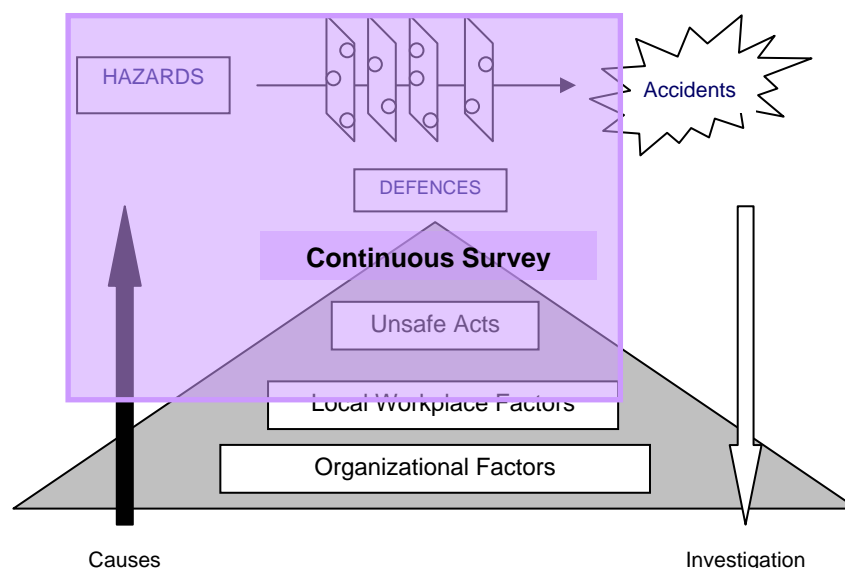 HAZARDS
Accidents
DEFENCES
Continuous Survey
Unsafe Acts
Local Workplace Factors
Organizational Factors
Causes
Investigation